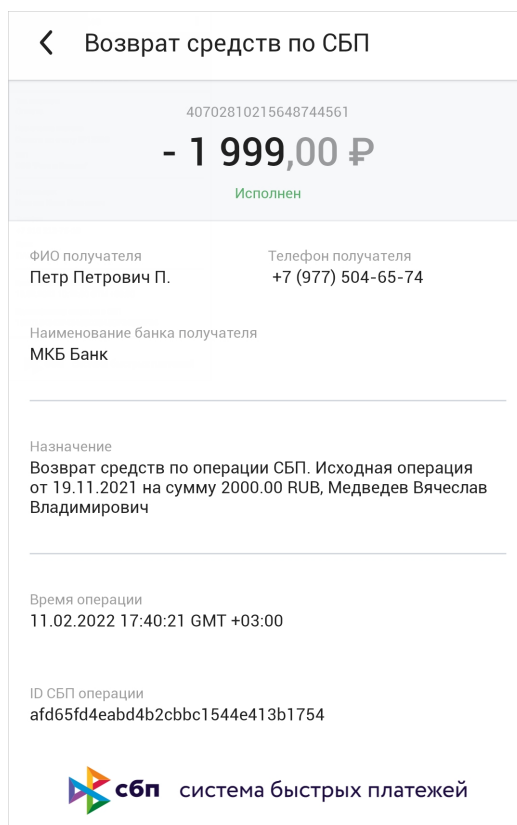 Возврат средств по СБП
40702810215648744561
- 1 999,00 ₽
Исполнен
ФИО получателя
Петр Петрович П.
Телефон получателя
+7 (977) 504-65-74
Наименование банка получателя
МКБ Банк
Назначение
Возврат средств по операции СБП. Исходная операция
от 19.11.2021 на сумму 2000.00 RUB, Медведев Вячеслав
Владимирович
Время операции
11.02.2022 17:40:21 GMT +03:00
ID СБП операции
afd65fd4eabd4b2cbbc1544e413b1754
сбп система быстрых платежей